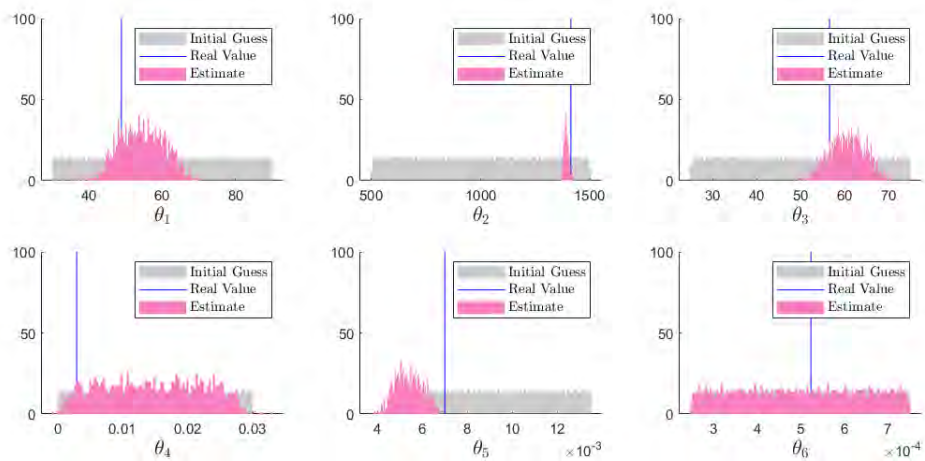 100
50
0
40 60 80
θ1
Initial Guess
Real Value
Estimate
100
50
0
500 1000 1500
θ2
Initial Guess
Real Value
Estimate
100
50
0
30 40 50 60 70
θ3
Initial Guess
Real Value
Estimate
100
50
0
0 0.01 0.02 0.03
θ4
Initial Guess
Real Value
Estimate
100
50
0
4 6 8 10 12
×10-3
θ5
Initial Guess
Real Value
Estimate
100
50
0
3 4 5 6 7
×10-4
θ6
Initial Guess
Real Value
Estimate